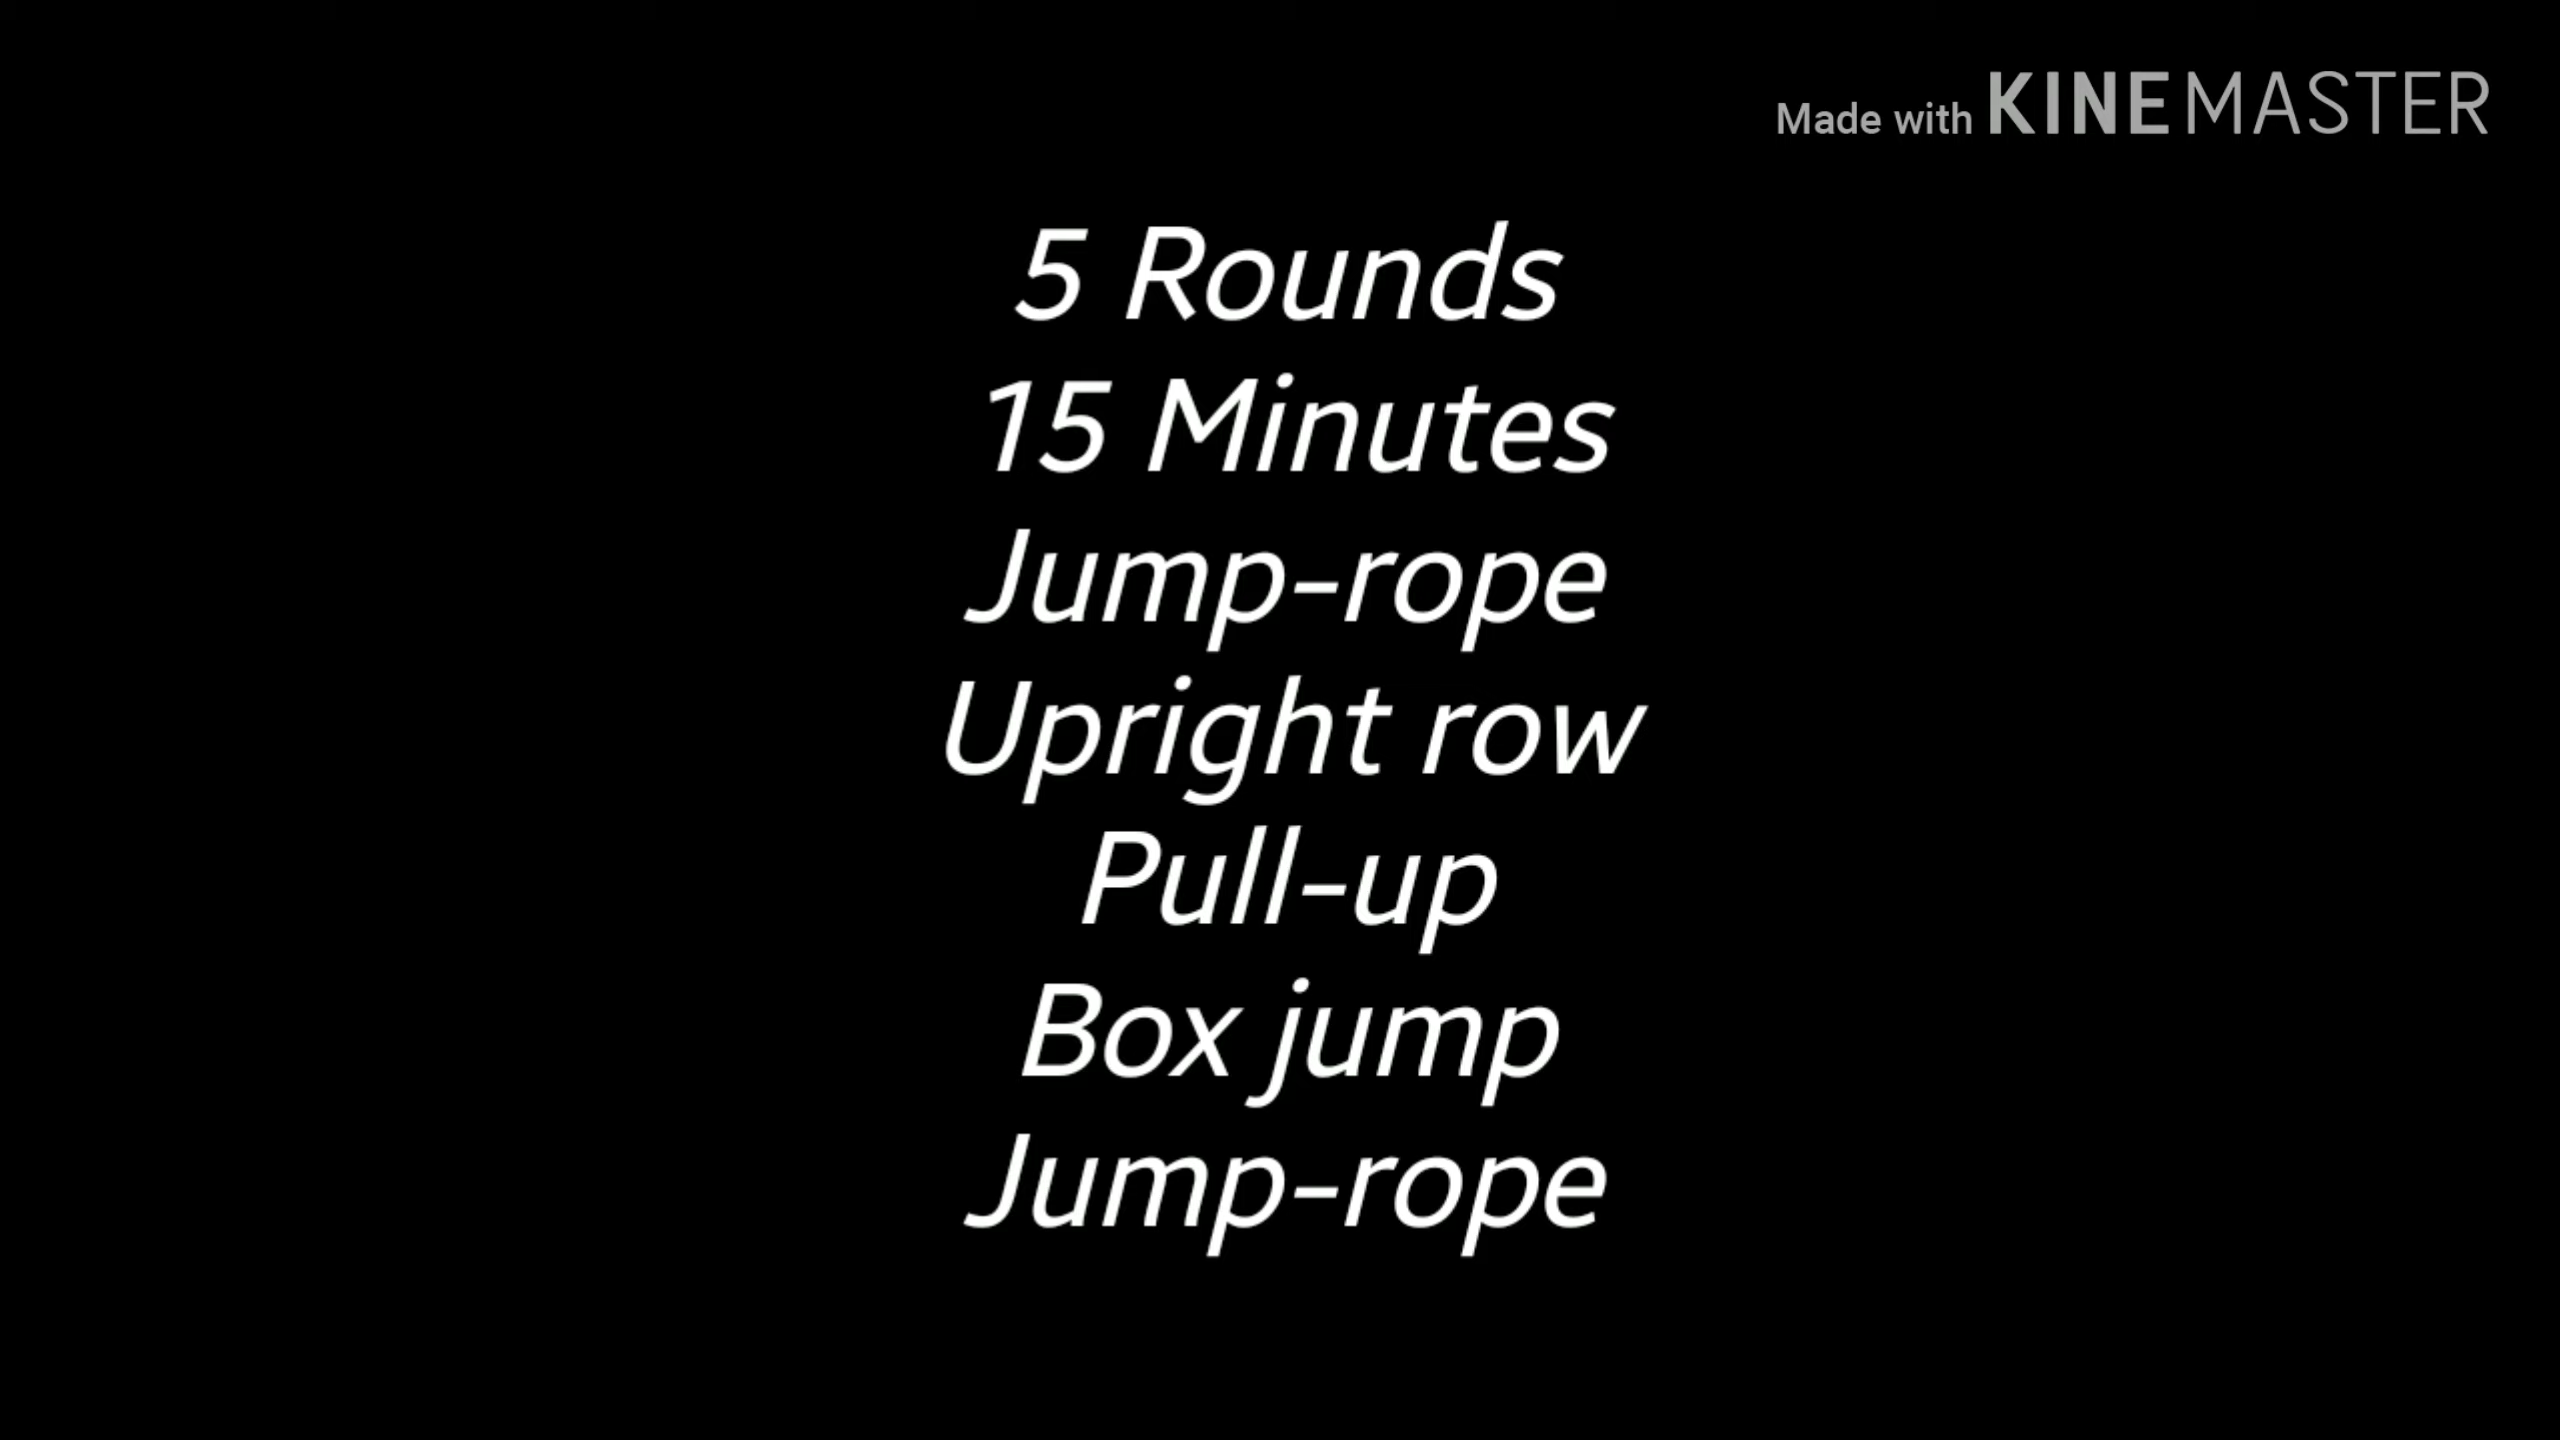 Made with KINEMASTER
5 Rounds
15 Minutes
Jump-rope
Upright row
Pull-up
Box jump
Jump-rope